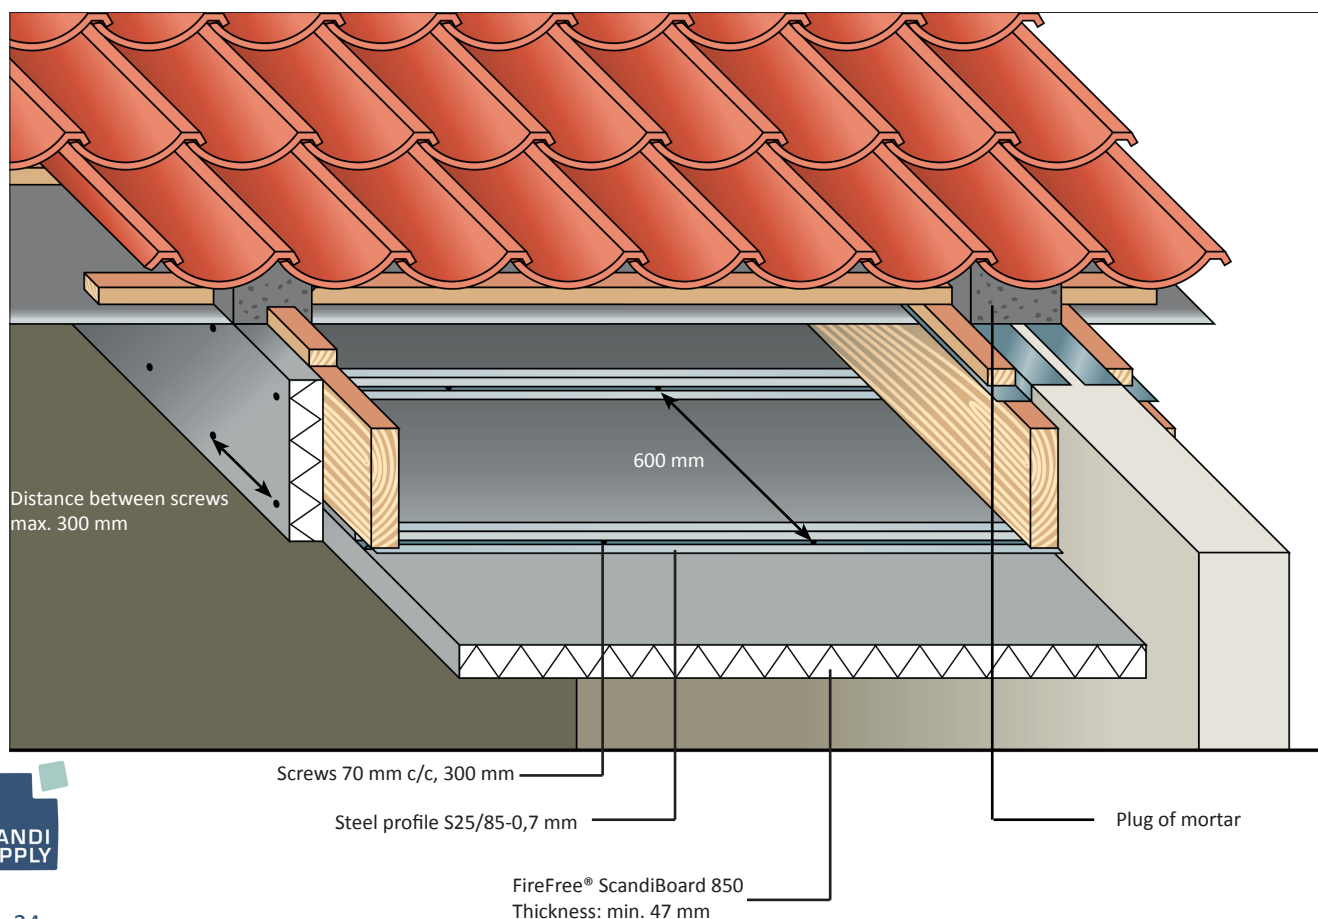 600 mm
Distance between screws
max. 300 mm
Screws 70 mm c/c, 300 mm
Steel profile S25/85-0,7 mm
Plug of mortar
FireFree® ScandiBoard 850
Thickness: min. 47 mm